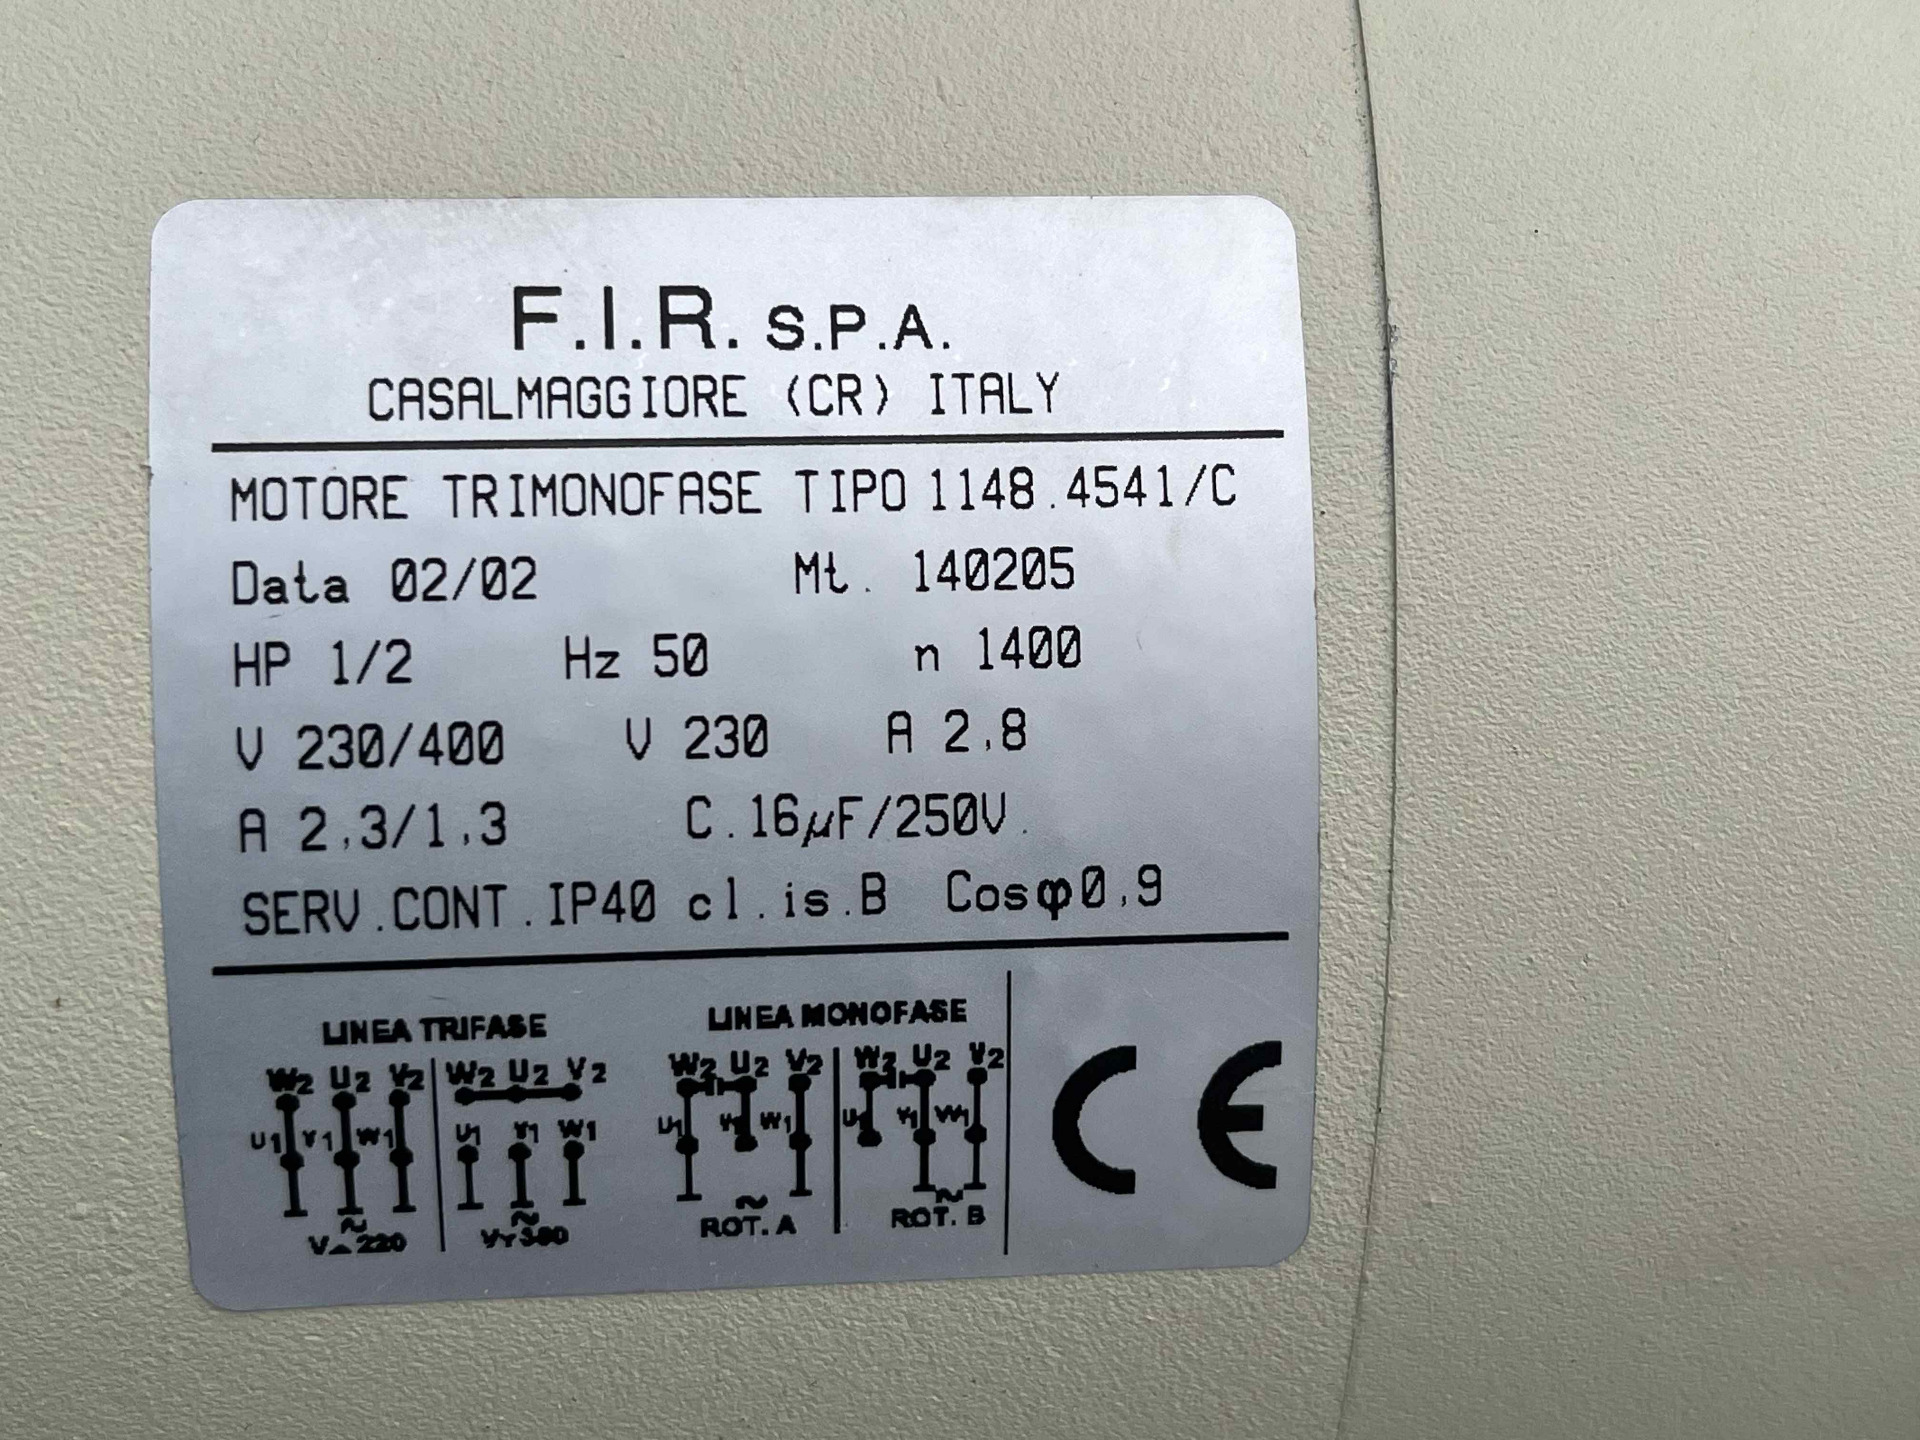 F.I.R. S.P.A.
CASALMAGGIORE (CR) ITALY
MOTORE TRIMONOFASE TIPO 1148.4541/C
Data 02/02 Mt. 140205
HP 1/2 Hz 50 n 1400
V 230/400 V 230 A 2,8
A 2,3/1,3 C.16µF/250V.
SERV.CONT.IP40 cl.is.B Cosφ0,9
LINEA TRIFASE LINEA MONOFASE
W2 U2 V2 W2 U2 V2 W2 U2 V2 W2 U2 V2
U1 V1 W1 U1 V1 W1 U1 V1 W1 U1 V1 W1
~ ~ ~ ~
V△220 VY380 ROT. A ROT. B
CE